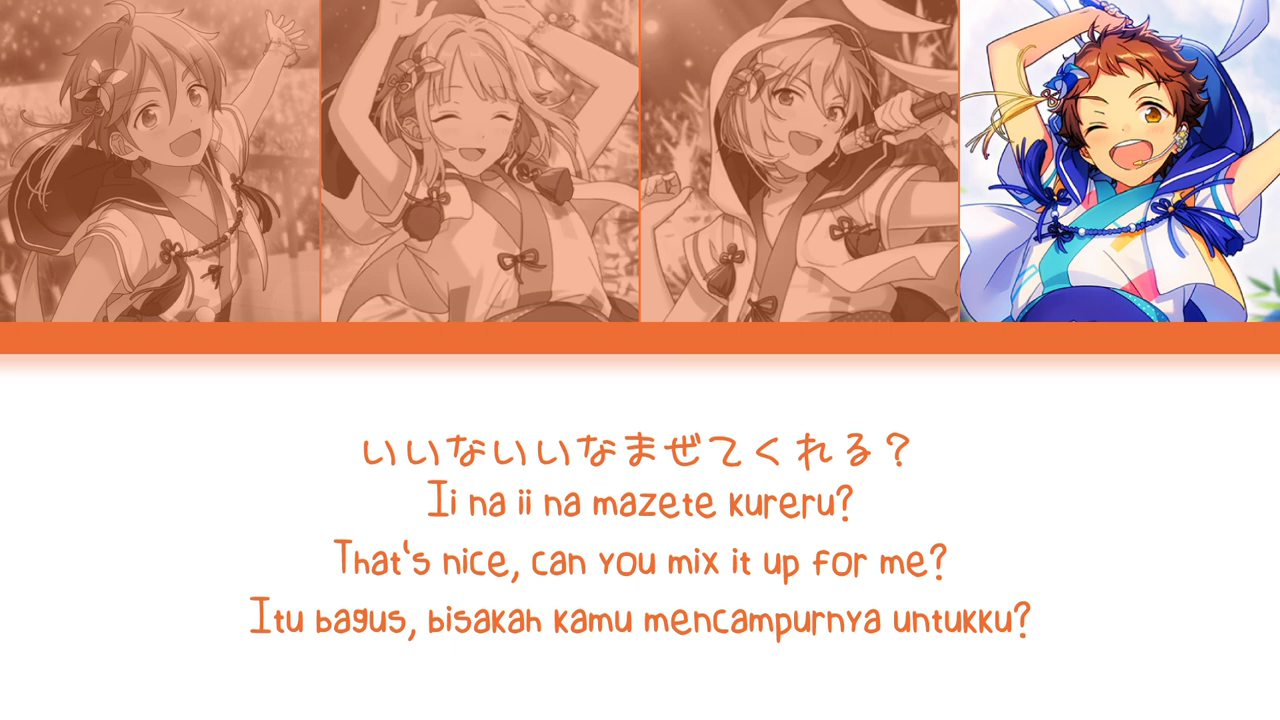 いいないいなまぜてくれる？
Ii na ii na mazete kureru?
That's nice, can you mix it up for me?
Itu bagus, bisakah kamu mencampurnya untukku?